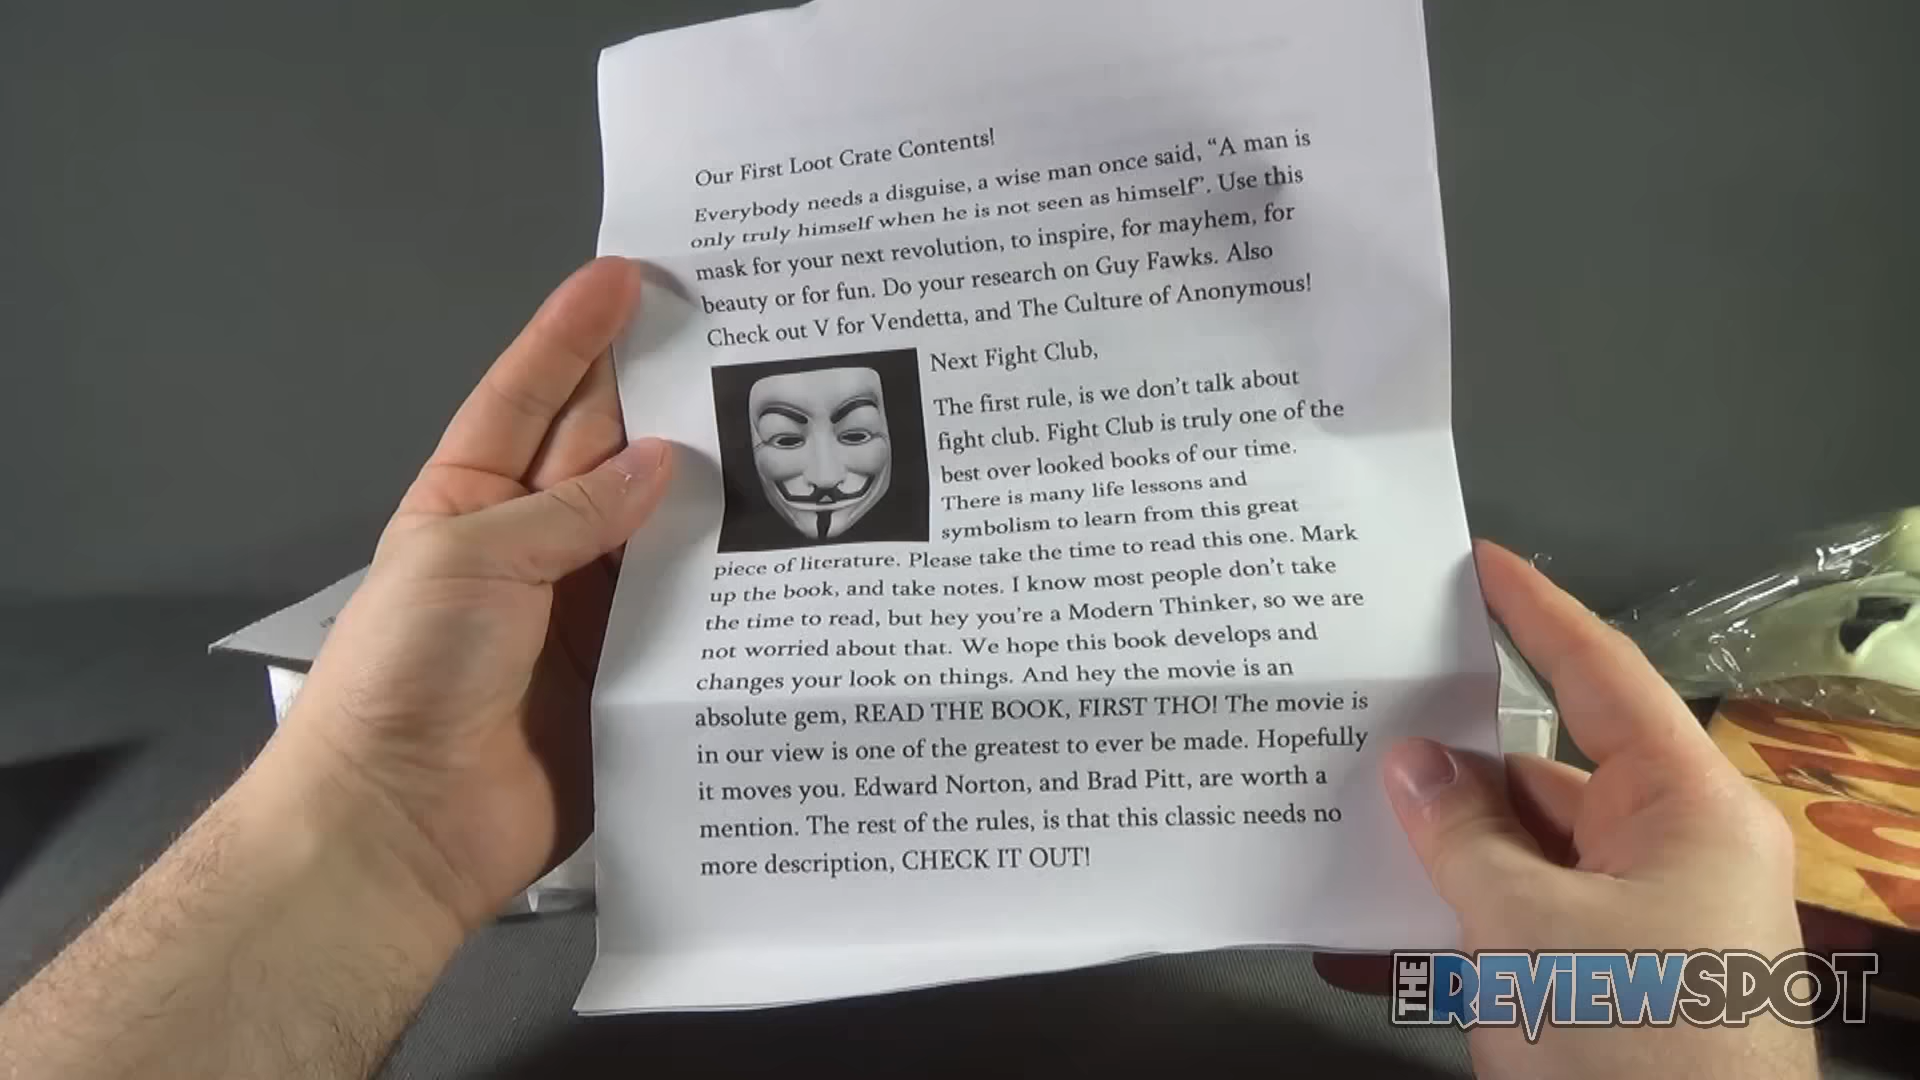 Our First Loot Crate Contents!
Everybody needs a disguise, a wise man once said, “A man is
only truly himself when he is not seen as himself”. Use this
mask for your next revolution, to inspire, for mayhem, for
beauty or for fun. Do your research on Guy Fawks. Also
Check out V for Vendetta, and The Culture of Anonymous!
Next Fight Club,
The first rule, is we don’t talk about
fight club. Fight Club is truly one of the
best over looked books of our time.
There is many life lessons and
symbolism to learn from this great
piece of literature. Please take the time to read this one. Mark
up the book, and take notes. I know most people don’t take
the time to read, but hey you’re a Modern Thinker, so we are
not worried about that. We hope this book develops and
changes your look on things. And hey the movie is an
absolute gem, READ THE BOOK, FIRST THO! The movie is
in our view is one of the greatest to ever be made. Hopefully
it moves you. Edward Norton, and Brad Pitt, are worth a
mention. The rest of the rules, is that this classic needs no
more description, CHECK IT OUT!
THE REVIEWSPOT